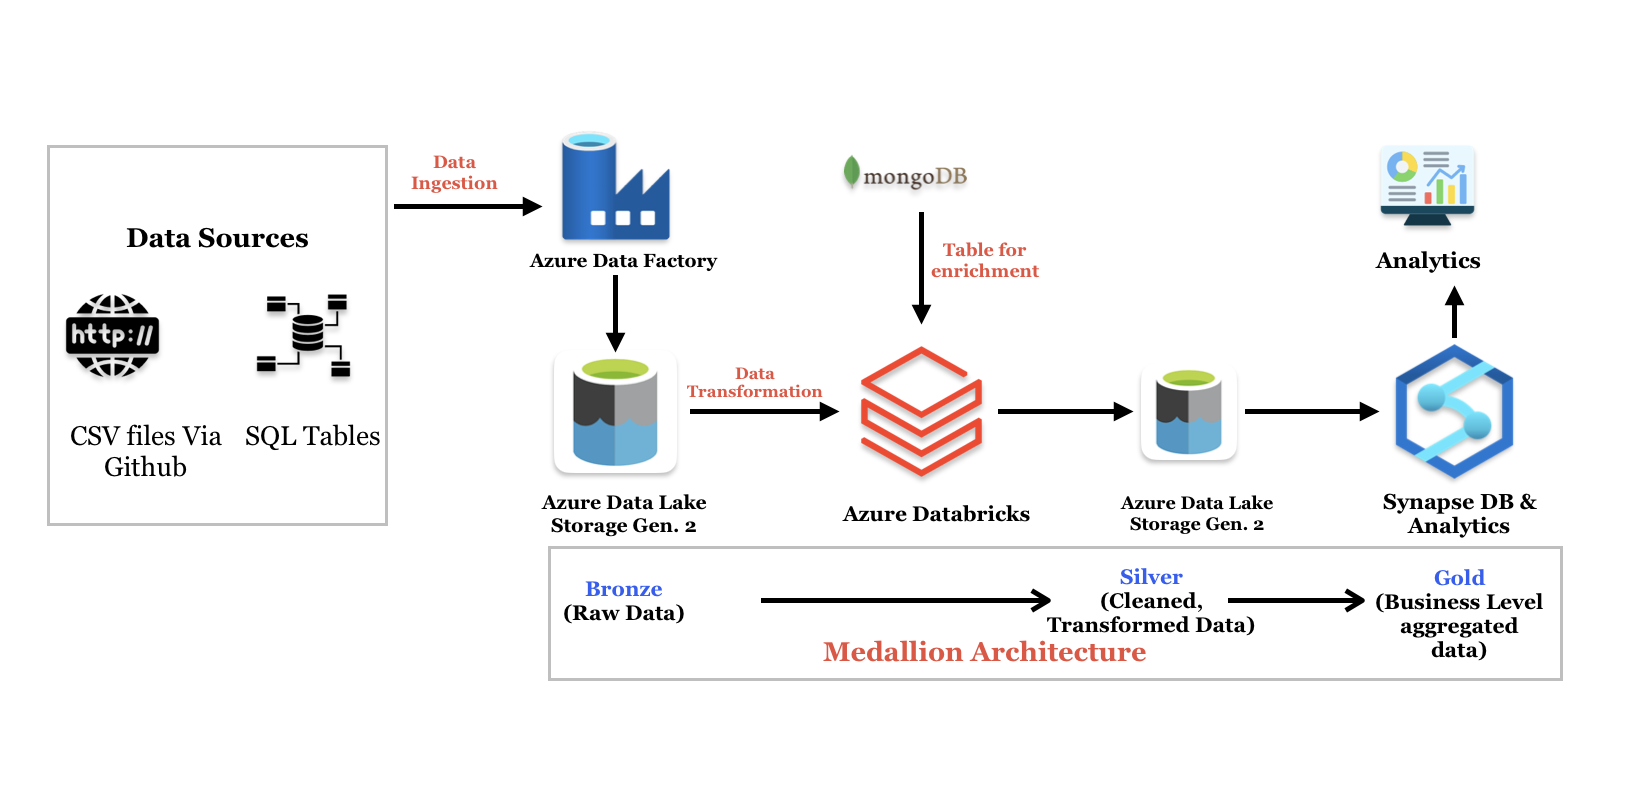 Data Sources
http://
CSV files Via
Github
SQL Tables
Data
Ingestion
Azure Data Factory
mongoDB
Table for
enrichment
Analytics
Data
Transformation
Azure Data Lake
Storage Gen. 2
Azure Databricks
Azure Data Lake
Storage Gen. 2
Synapse DB &
Analytics
Bronze
(Raw Data)
Silver
(Cleaned,
Transformed Data)
Gold
(Business Level
aggregated
data)
Medallion Architecture